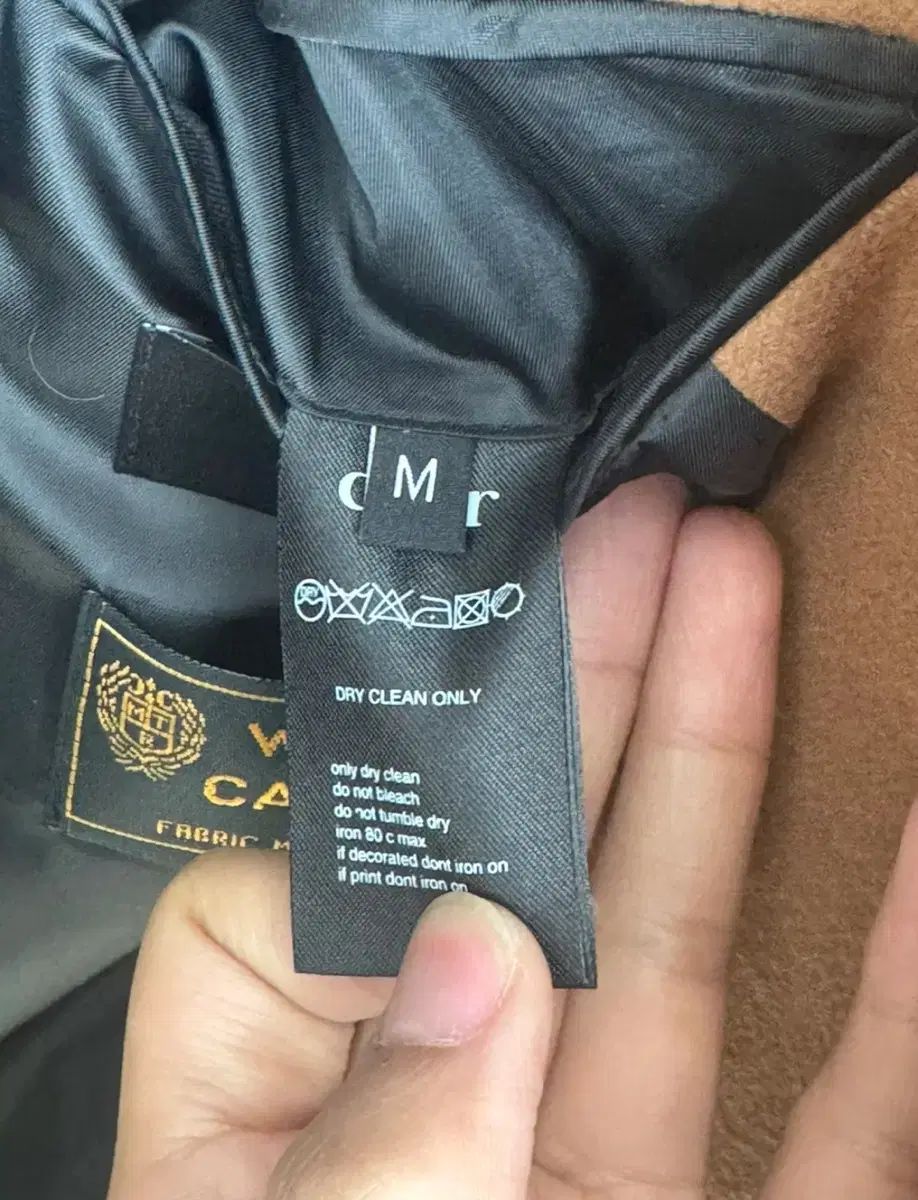 M
d r
DRY
DRY CLEAN ONLY
only dry clean
do not bleach
do not tumble dry
iron 80 c max
if decorated dont iron on
if print dont iron on
W
CA
FABRIC M